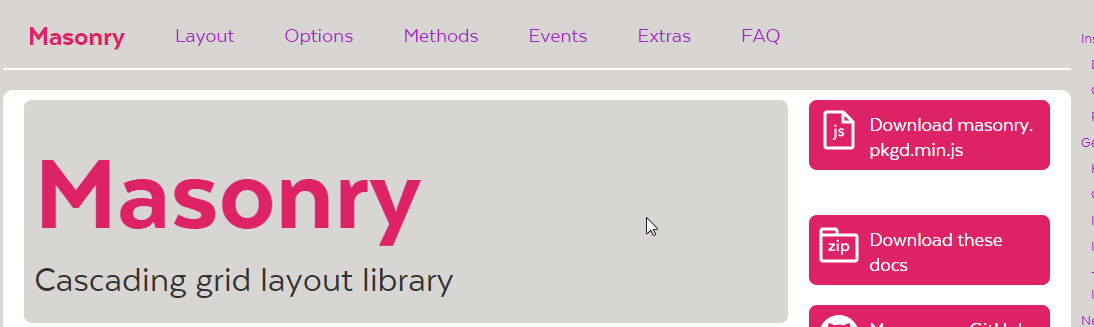 Masonry Layout Options Methods Events Extras FAQ
Masonry
Cascading grid layout library
js
Download masonry.
pkgd.min.js
zip
Download these
docs